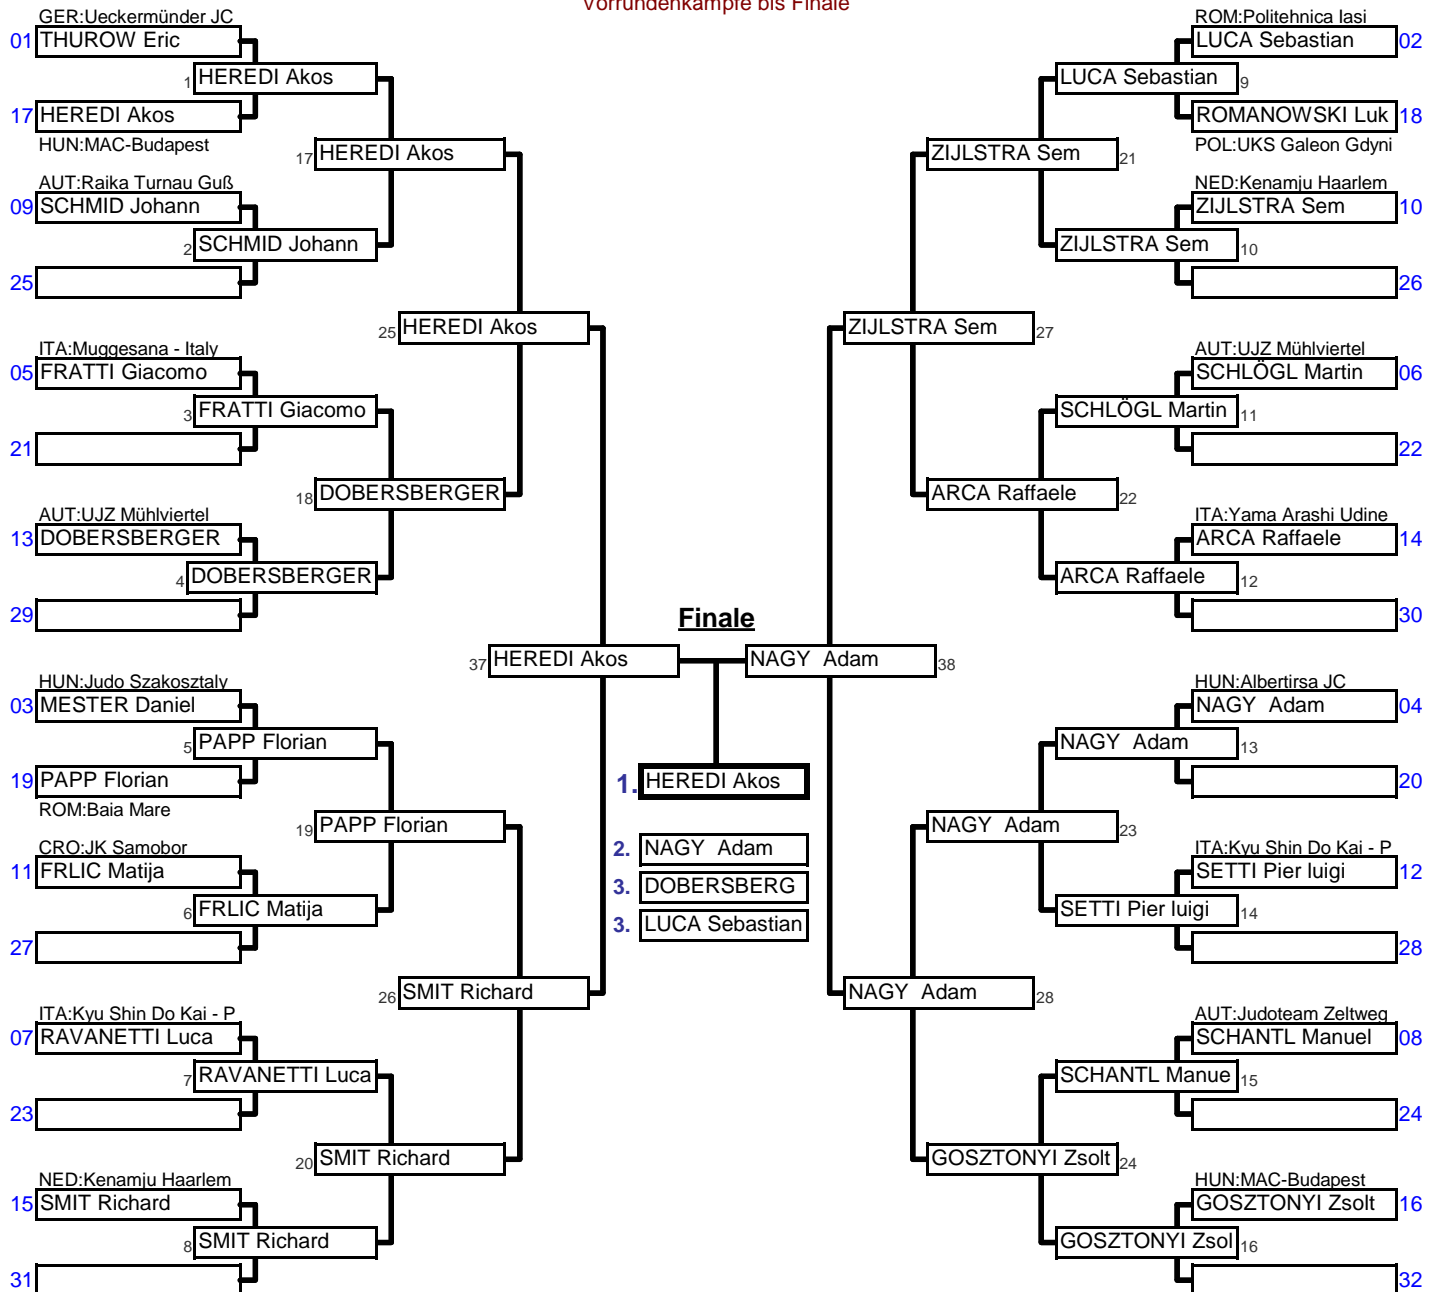 Vorrundenkämpfe bis Finale
GER:Ueckermünder JC
01 THUROW Eric
1 HEREDI Akos
17 HEREDI Akos
HUN:MAC-Budapest
17 HEREDI Akos
AUT:Raika Turnau Guß
09 SCHMID Johann
2 SCHMID Johann
25
25 HEREDI Akos
ITA:Muggesana - Italy
05 FRATTI Giacomo
3 FRATTI Giacomo
21
18 DOBERSBERGER
AUT:UJZ Mühlviertel
13 DOBERSBERGER
4 DOBERSBERGER
29
37 HEREDI Akos
HUN:Judo Szakosztaly
03 MESTER Daniel
5 PAPP Florian
19 PAPP Florian
ROM:Baia Mare
19 PAPP Florian
CRO:JK Samobor
11 FRLIC Matija
6 FRLIC Matija
27
26 SMIT Richard
ITA:Kyu Shin Do Kai - P
07 RAVANETTI Luca
7 RAVANETTI Luca
23
20 SMIT Richard
NED:Kenamju Haarlem
15 SMIT Richard
8 SMIT Richard
31
Finale
1. HEREDI Akos
2. NAGY Adam
3. DOBERSBERG
3. LUCA Sebastian
ROM:Politehnica Iasi
LUCA Sebastian 02
LUCA Sebastian 9
ROMANOWSKI Luk 18
POL:UKS Galeon Gdyni
ZIJLSTRA Sem 21
NED:Kenamju Haarlem
ZIJLSTRA Sem 10
ZIJLSTRA Sem 10
26
ZIJLSTRA Sem 27
AUT:UJZ Mühlviertel
SCHLÖGL Martin 06
SCHLÖGL Martin 11
22
ARCA Raffaele 22
ITA:Yama Arashi Udine
ARCA Raffaele 14
ARCA Raffaele 12
30
NAGY Adam 38
HUN:Albertirsa JC
NAGY Adam 04
NAGY Adam 13
20
NAGY Adam 23
ITA:Kyu Shin Do Kai - P
SETTI Pier luigi 12
SETTI Pier luigi 14
28
NAGY Adam 28
AUT:Judoteam Zeltweg
SCHANTL Manuel 08
SCHANTL Manue 15
24
GOSZTONYI Zsolt 24
HUN:MAC-Budapest
GOSZTONYI Zsolt 16
GOSZTONYI Zsol 16
32